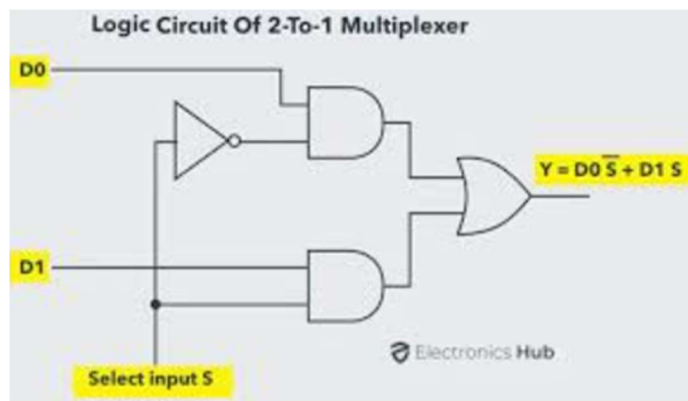 Logic Circuit Of 2-To-1 Multiplexer
D0
Y = D0 S̅ + D1 S
D1
Electronics Hub
Select input S